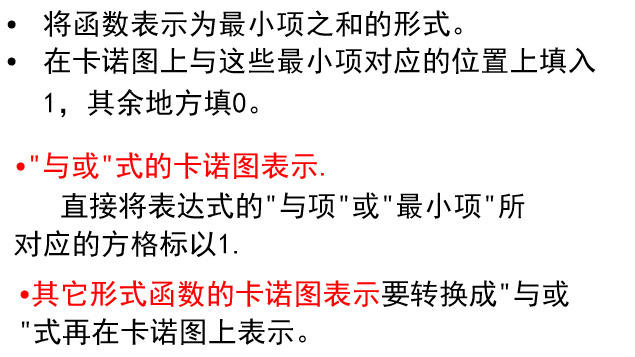 • 将函数表示为最小项之和的形式。
• 在卡诺图上与这些最小项对应的位置上填入
1，其余地方填0。
•"与或"式的卡诺图表示.
直接将表达式的"与项"或"最小项"所
对应的方格标以1.
•其它形式函数的卡诺图表示要转换成"与或
"式再在卡诺图上表示。